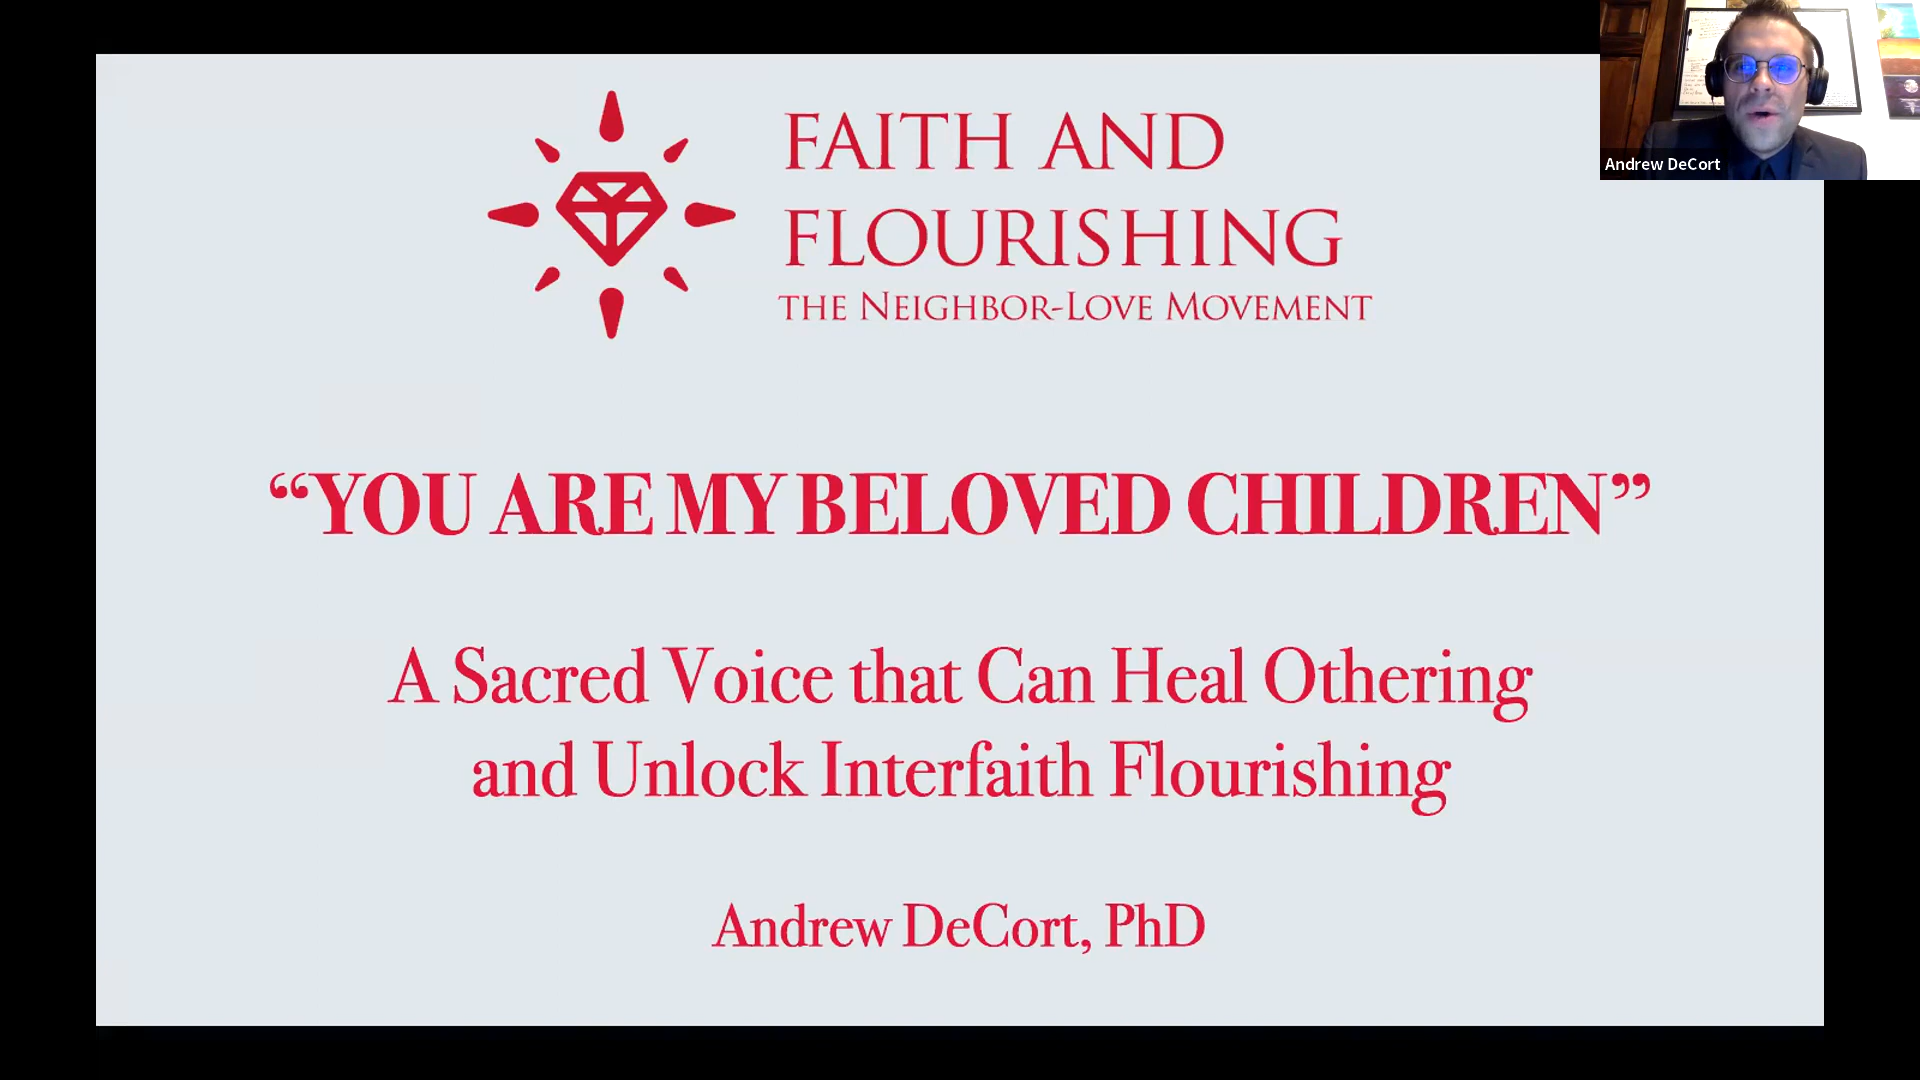 FAITH AND
FLOURISHING
THE NEIGHBOR-LOVE MOVEMENT
“YOU ARE MY BELOVED CHILDREN”
A Sacred Voice that Can Heal Othering
and Unlock Interfaith Flourishing
Andrew DeCort, PhD
Andrew DeCort